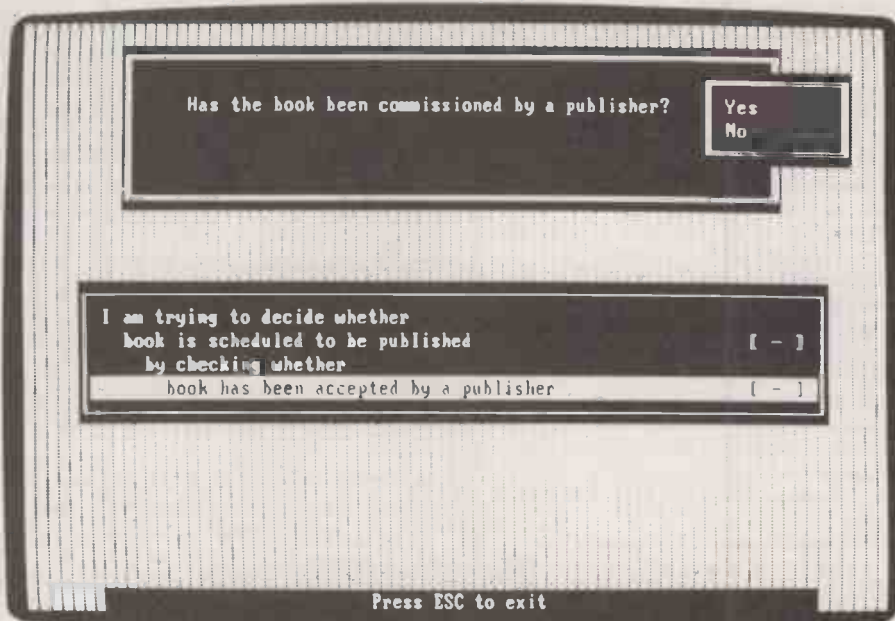 Has the book been commissioned by a publisher?
Yes
No
I am trying to decide whether
book is scheduled to be published [ - ]
by checking whether
book has been accepted by a publisher [ - ]
Press ESC to exit